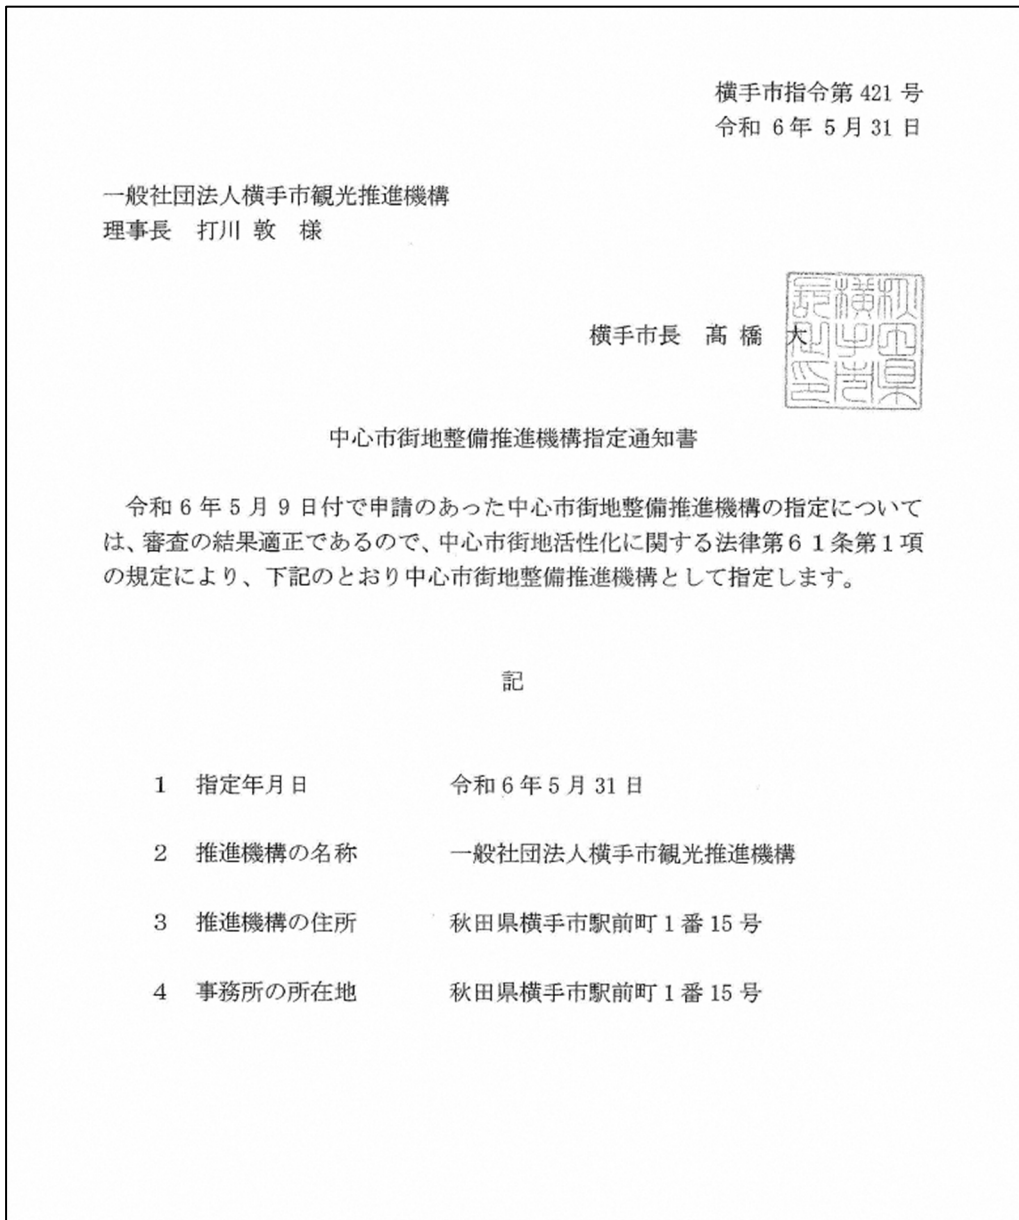 横手市指令第 421 号
令和 6年 5月 31 日
一般社団法人横手市観光推進機構
理事長 打川 敦 様
横手市長 髙 橋 大
秋田県
横手市
長之印
中心市街地整備推進機構指定通知書
令和6年5月9日付で申請のあった中心市街地整備推進機構の指定について
は、審査の結果適正であるので、中心市街地活性化に関する法律第61条第1項
の規定により、下記のとおり中心市街地整備推進機構として指定します。
記
1 指定年月日 令和6年5月31日
2 推進機構の名称 一般社団法人横手市観光推進機構
3 推進機構の住所 秋田県横手市駅前町1番15号
4 事務所の所在地 秋田県横手市駅前町1番15号